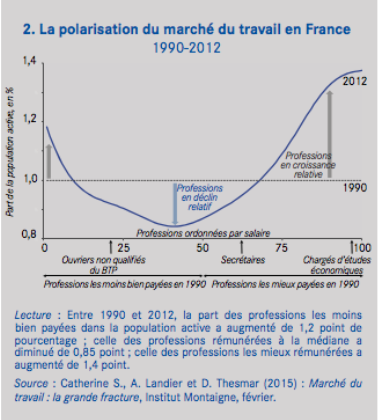 2. La polarisation du marché du travail en France
1990-2012
Part de la population active, en %
1,4
1,2
1,0
0,8
2012
1990
Professions
en croissance
relative
Professions
en déclin
relatif
Professions ordonnées par salaire
0
25
50
75
100
Ouvriers non qualifiés
du BTP
Secrétaires
Chargés d'études
économiques
Professions les moins bien payées en 1990
Professions les mieux payées en 1990
Lecture : Entre 1990 et 2012, la part des professions les moins
bien payées dans la population active a augmenté de 1,2 point de
pourcentage ; celle des professions rémunérées à la médiane a
diminué de 0,85 point ; celle des professions les mieux rémunérées a
augmenté de 1,4 point.
Source : Catherine S., A. Landier et D. Thesmar (2015) : Marché du
travail : la grande fracture, Institut Montaigne, février.